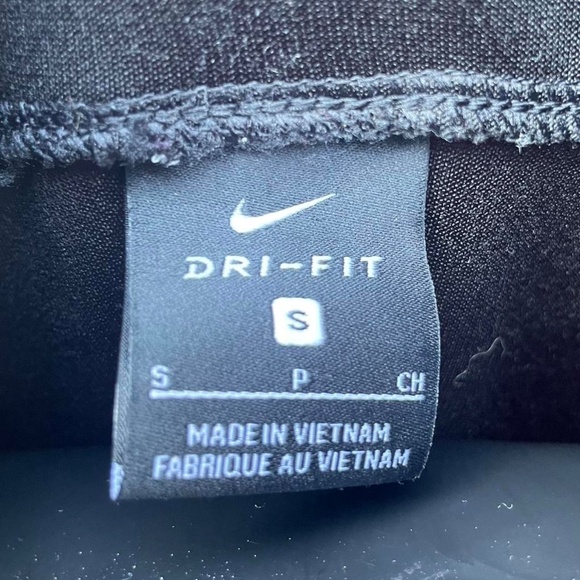 DRI-FIT
S
S P CH
MADE IN VIETNAM
FABRIQUE AU VIETNAM